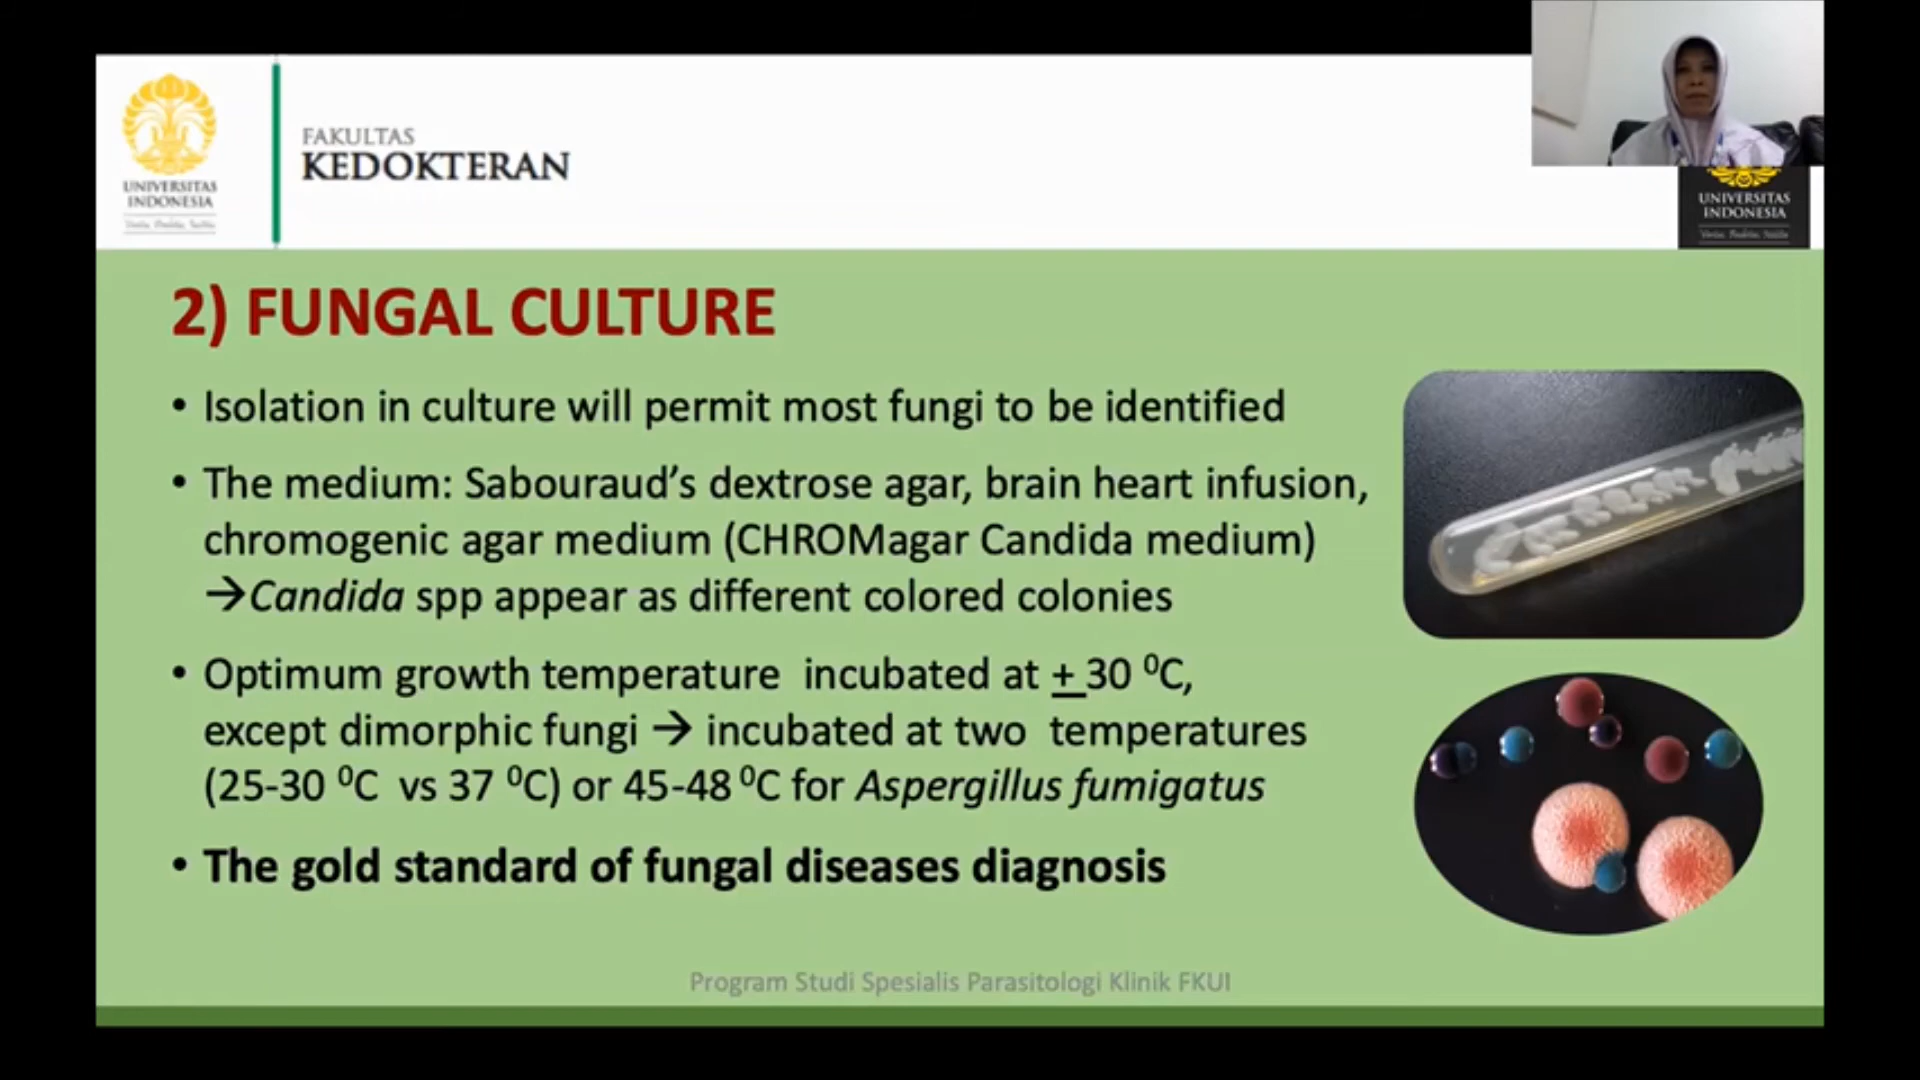 UNIVERSITAS
INDONESIA
FAKULTAS
KEDOKTERAN
UNIVERSITAS
INDONESIA
2) FUNGAL CULTURE
• Isolation in culture will permit most fungi to be identified
• The medium: Sabouraud’s dextrose agar, brain heart infusion,
chromogenic agar medium (CHROMagar Candida medium)
→Candida spp appear as different colored colonies
• Optimum growth temperature incubated at ± 30 ⁰C,
except dimorphic fungi → incubated at two temperatures
(25-30 ⁰C vs 37 ⁰C) or 45-48 ⁰C for Aspergillus fumigatus
• The gold standard of fungal diseases diagnosis
Program Studi Spesialis Parasitologi Klinik FKUI